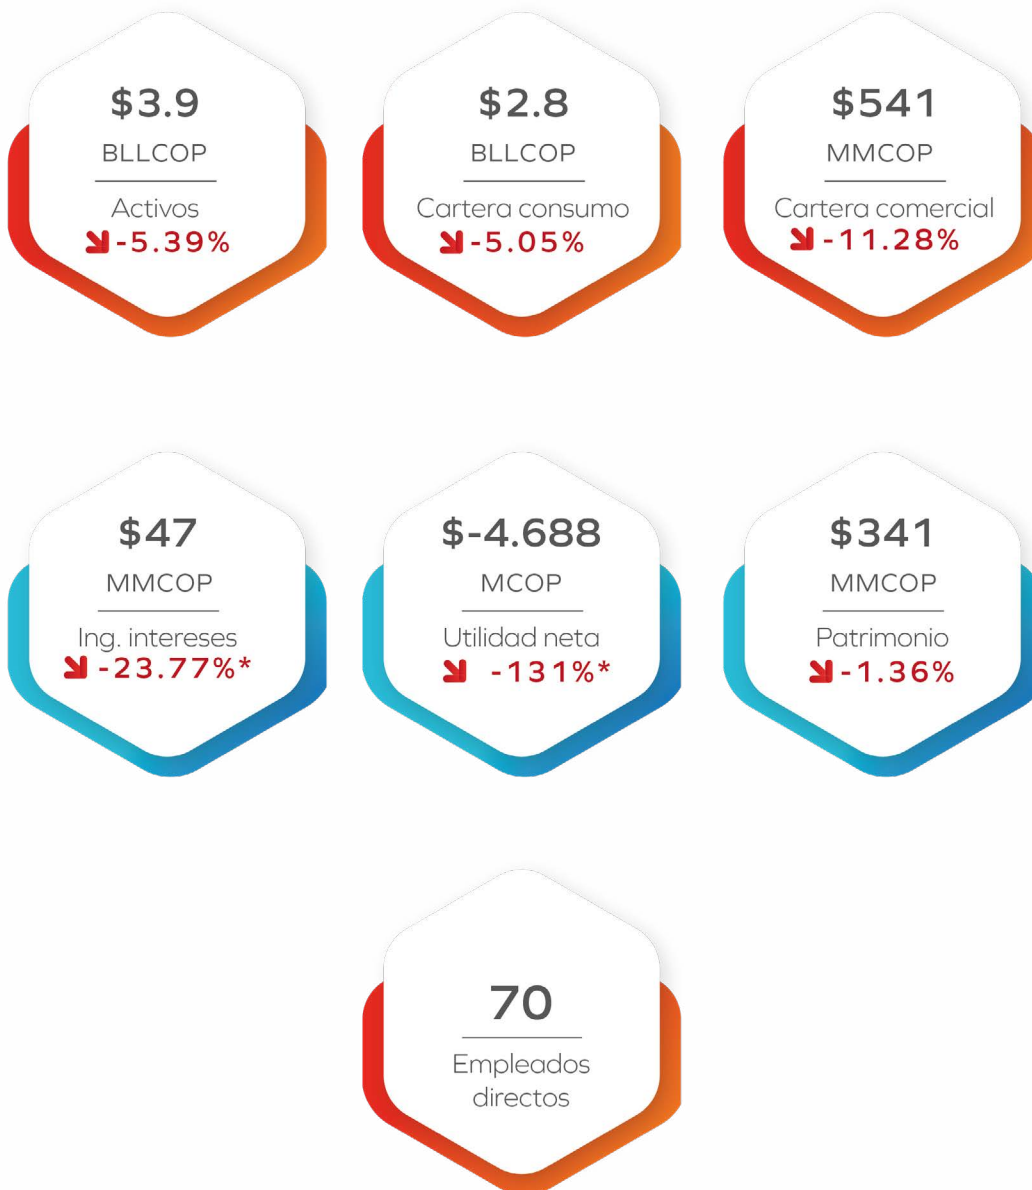 $3.9
BLLCOP
Activos
-5.39%
$2.8
BLLCOP
Cartera consumo
-5.05%
$541
MMCOP
Cartera comercial
-11.28%
$47
MMCOP
Ing. intereses
-23.77%*
$-4.688
MCOP
Utilidad neta
-131%*
$341
MMCOP
Patrimonio
-1.36%
70
Empleados
directos